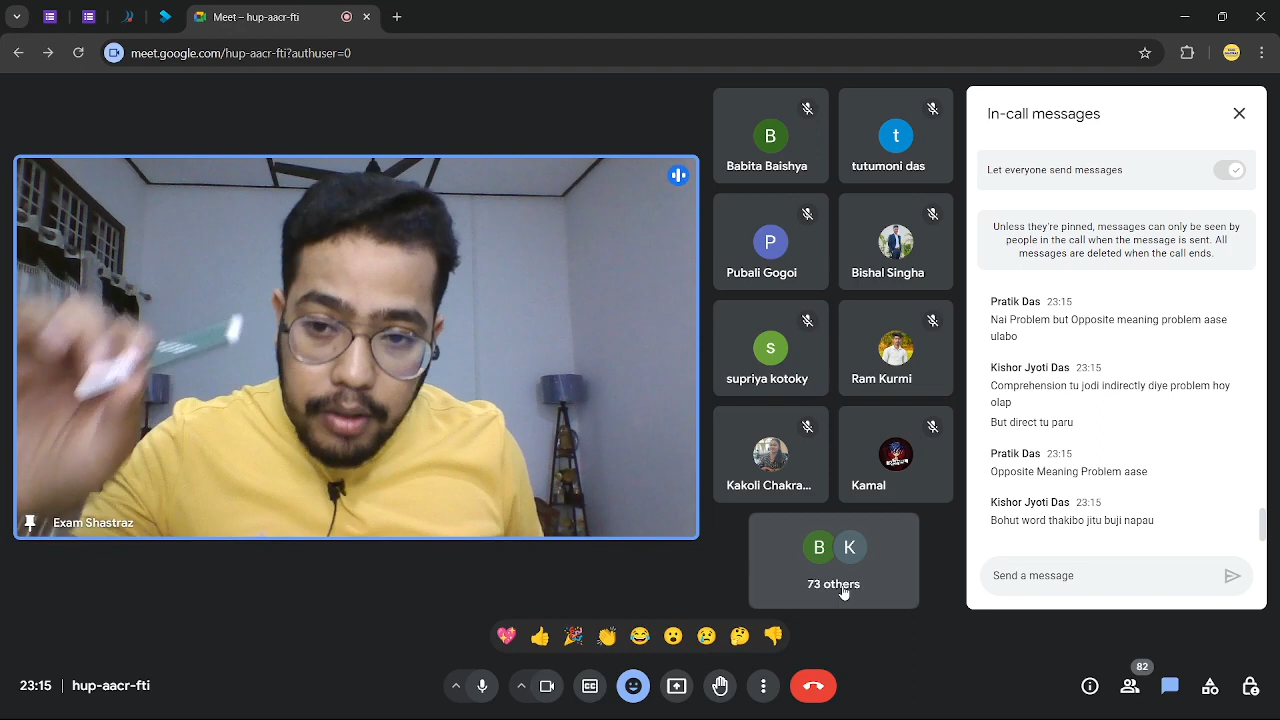 Meet – hup-aacr-fti
meet.google.com/hup-aacr-fti?authuser=0
Exam Shastraz
B
Babita Baishya
t
tutumoni das
P
Pubali Gogoi
Bishal Singha
s
supriya kotoky
Ram Kurmi
Kakoli Chakra...
Kamal
B K
73 others
In-call messages
Let everyone send messages
Unless they're pinned, messages can only be seen by
people in the call when the message is sent. All
messages are deleted when the call ends.
Pratik Das 23:15
Nai Problem but Opposite meaning problem aase
ulabo
Kishor Jyoti Das 23:15
Comprehension tu jodi indirectly diye problem hoy
olap
But direct tu paru
Pratik Das 23:15
Opposite Meaning Problem aase
Kishor Jyoti Das 23:15
Bohut word thakibo jitu buji napau
Send a message
23:15 | hup-aacr-fti
82